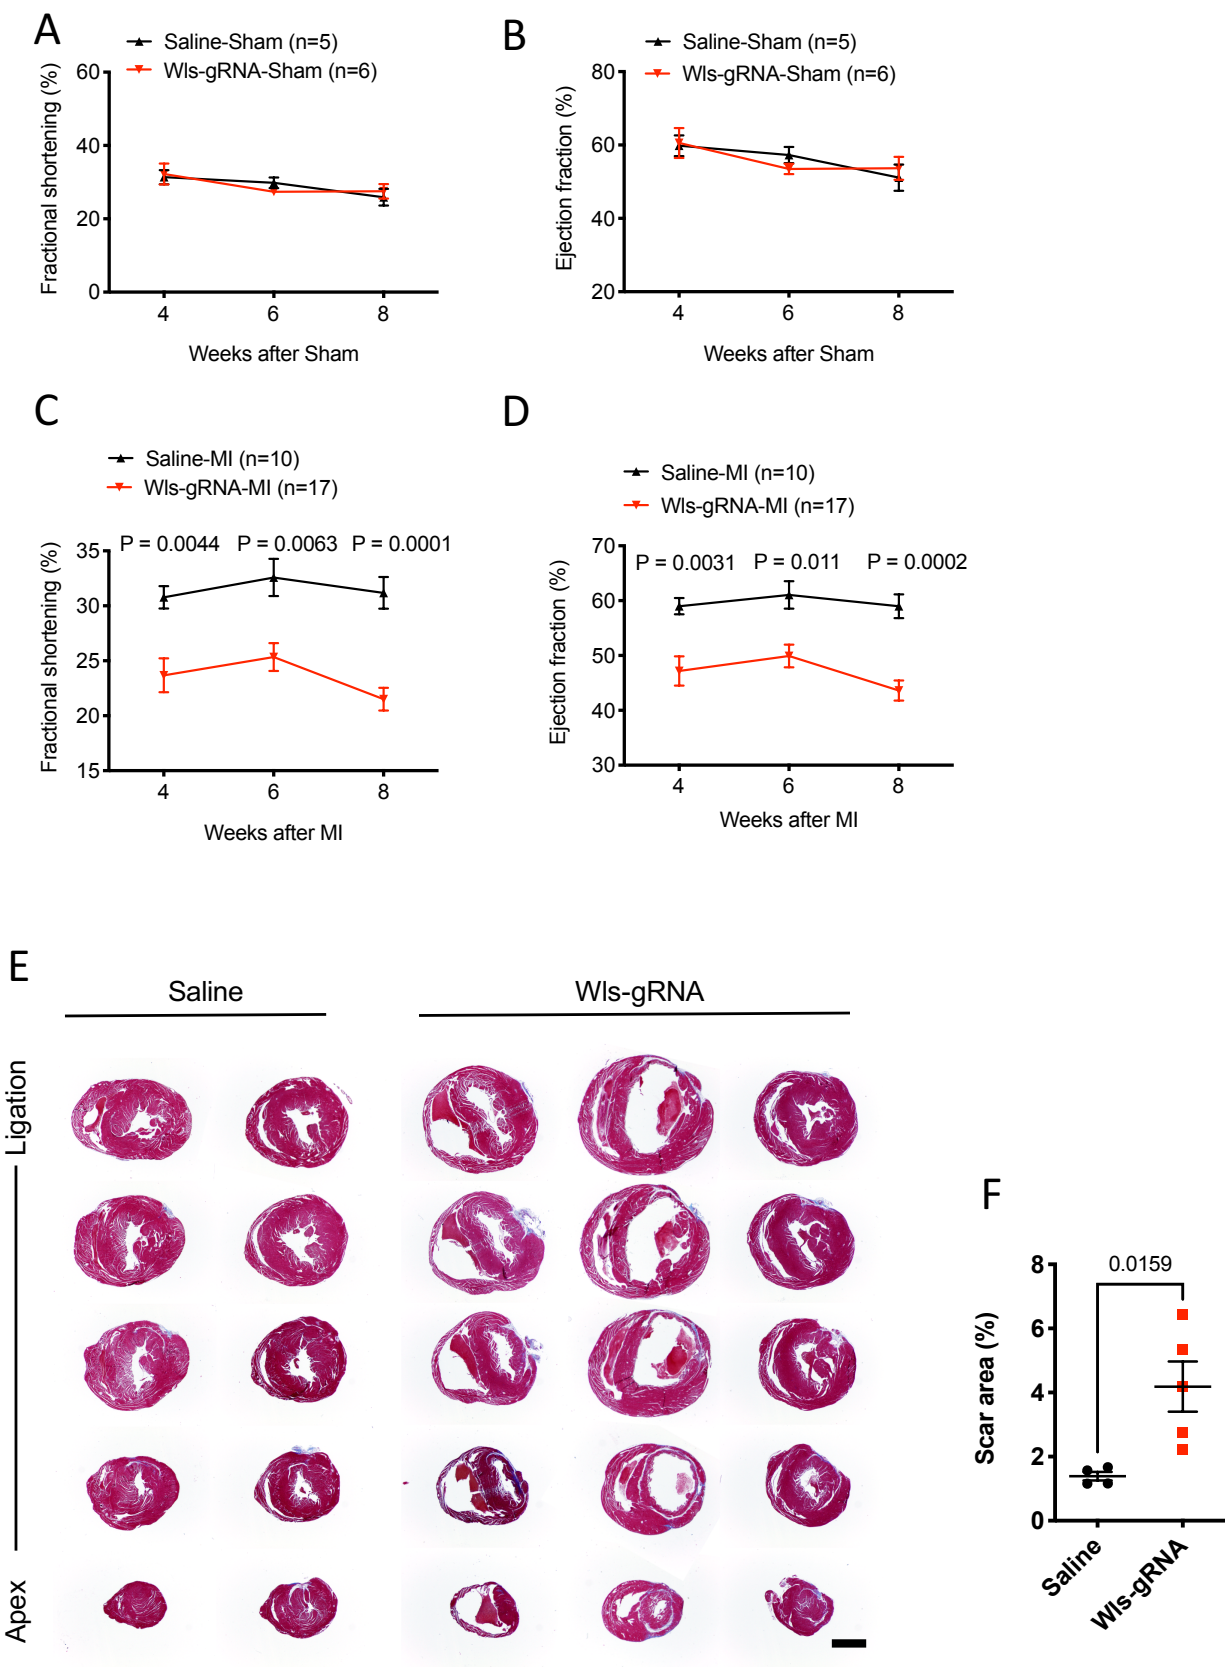 A
Saline-Sham (n=5)
Wls-gRNA-Sham (n=6)
Fractional shortening (%)
60
40
20
0
4 6 8
Weeks after Sham
B
Saline-Sham (n=5)
Wls-gRNA-Sham (n=6)
Ejection fraction (%)
80
60
40
20
4 6 8
Weeks after Sham
C
Saline-MI (n=10)
Wls-gRNA-MI (n=17)
P = 0.0044 P = 0.0063 P = 0.0001
Fractional shortening (%)
35
30
25
20
15
4 6 8
Weeks after MI
D
Saline-MI (n=10)
Wls-gRNA-MI (n=17)
P = 0.0031 P = 0.011 P = 0.0002
Ejection fraction (%)
70
60
50
40
30
4 6 8
Weeks after MI
E
Saline
Wls-gRNA
Ligation
Apex
F
0.0159
Scar area (%)
8
6
4
2
0
Saline
Wls-gRNA